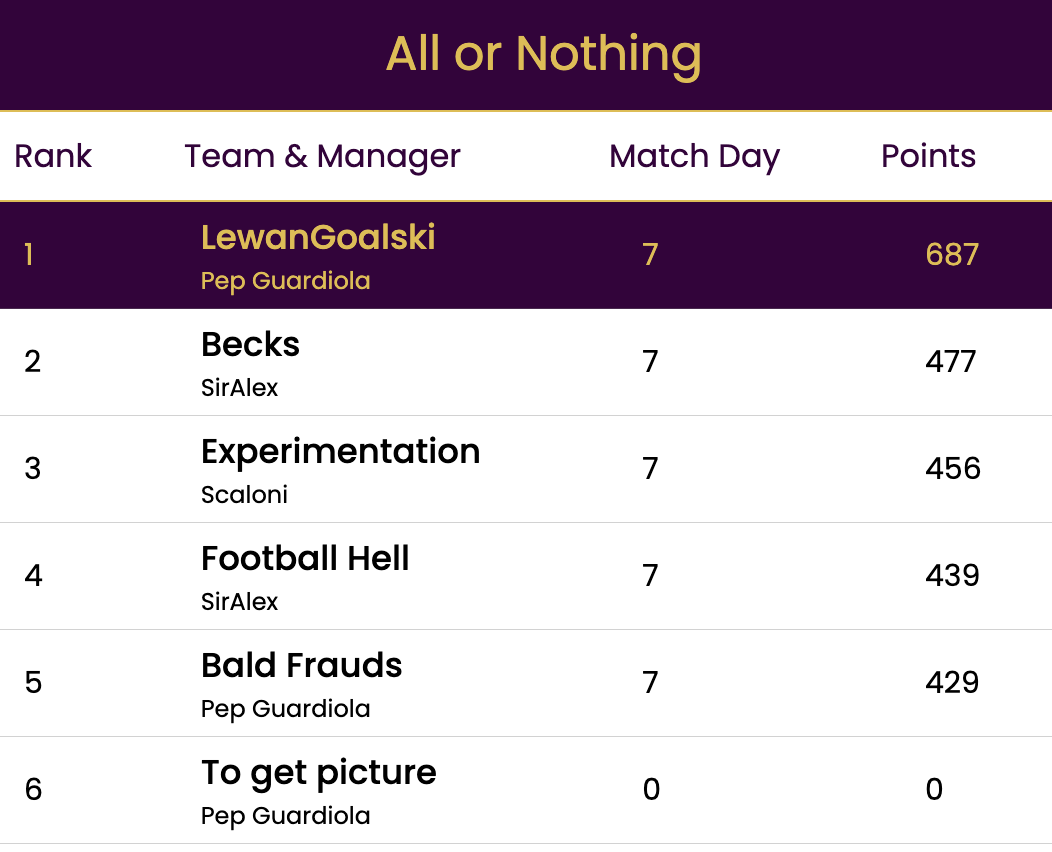 All or Nothing
Rank Team & Manager Match Day Points
1 LewanGoalski 7 687
Pep Guardiola
2 Becks 7 477
SirAlex
3 Experimentation 7 456
Scaloni
4 Football Hell 7 439
SirAlex
5 Bald Frauds 7 429
Pep Guardiola
6 To get picture 0 0
Pep Guardiola